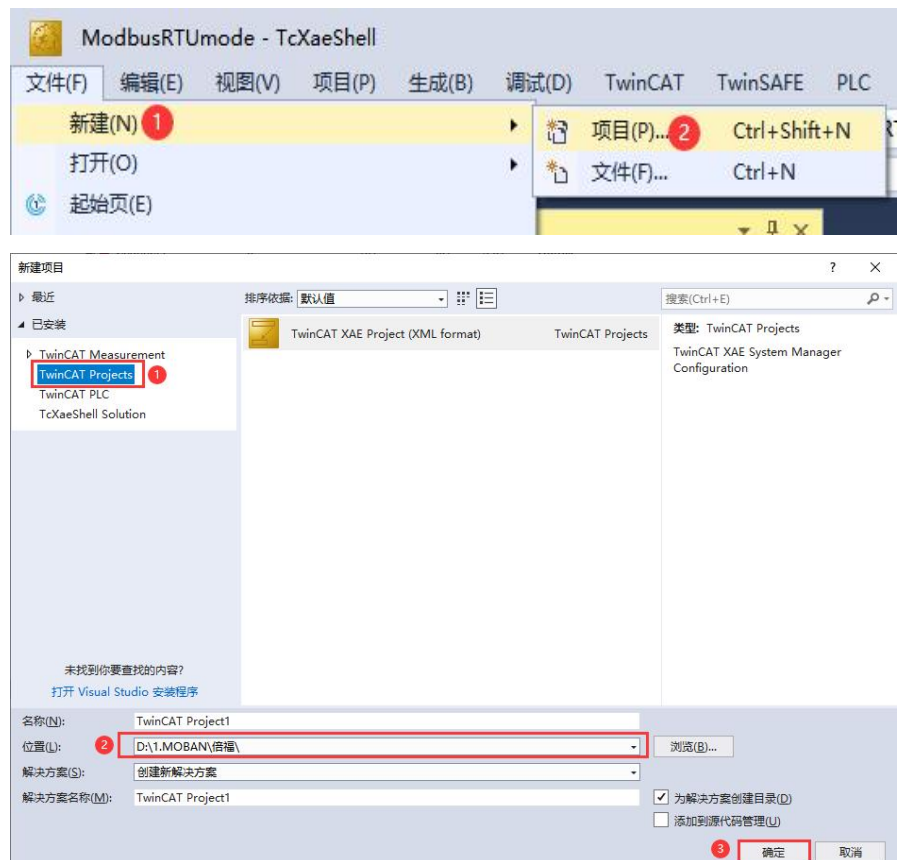 ModbusRTUmode - TcXaeShell
文件(F) 编辑(E) 视图(V) 项目(P) 生成(B) 调试(D) TwinCAT TwinSAFE PLC
新建(N) 1
项目(P)... 2 Ctrl+Shift+N
打开(O)
文件(F)... Ctrl+N
起始页(E)
新建项目 ? ×
最近
排序依据: 默认值
搜索(Ctrl+E)
已安装
TwinCAT XAE Project (XML format) TwinCAT Projects
类型: TwinCAT Projects
TwinCAT XAE System Manager
Configuration
TwinCAT Measurement
TwinCAT Projects 1
TwinCAT PLC
TcXaeShell Solution
未找到你要查找的内容?
打开 Visual Studio 安装程序
名称(N): TwinCAT Project1
位置(L): 2 D:\1.MOBAN\倍福\ 浏览(B)...
解决方案(S): 创建新解决方案
解决方案名称(M): TwinCAT Project1
为解决方案创建目录(D)
添加到源代码管理(U)
3 确定 取消